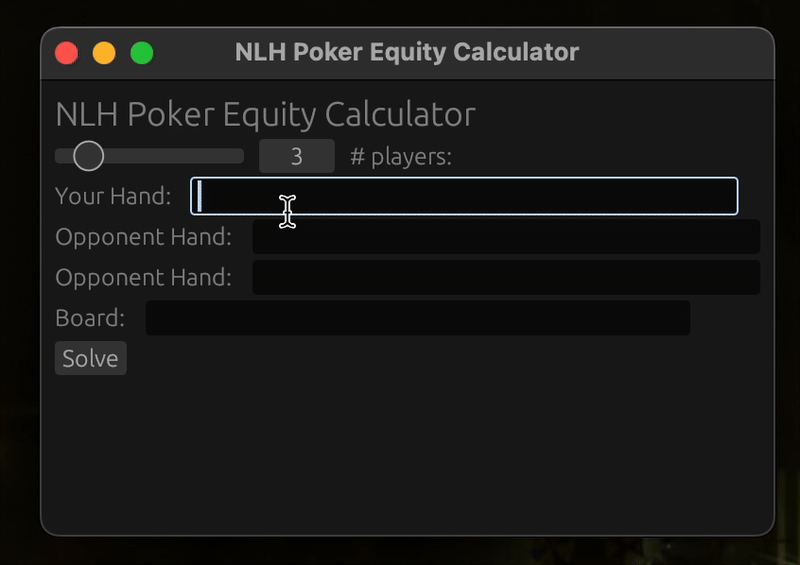 NLH Poker Equity Calculator
NLH Poker Equity Calculator
3 # players:
Your Hand:
Opponent Hand:
Opponent Hand:
Board:
Solve